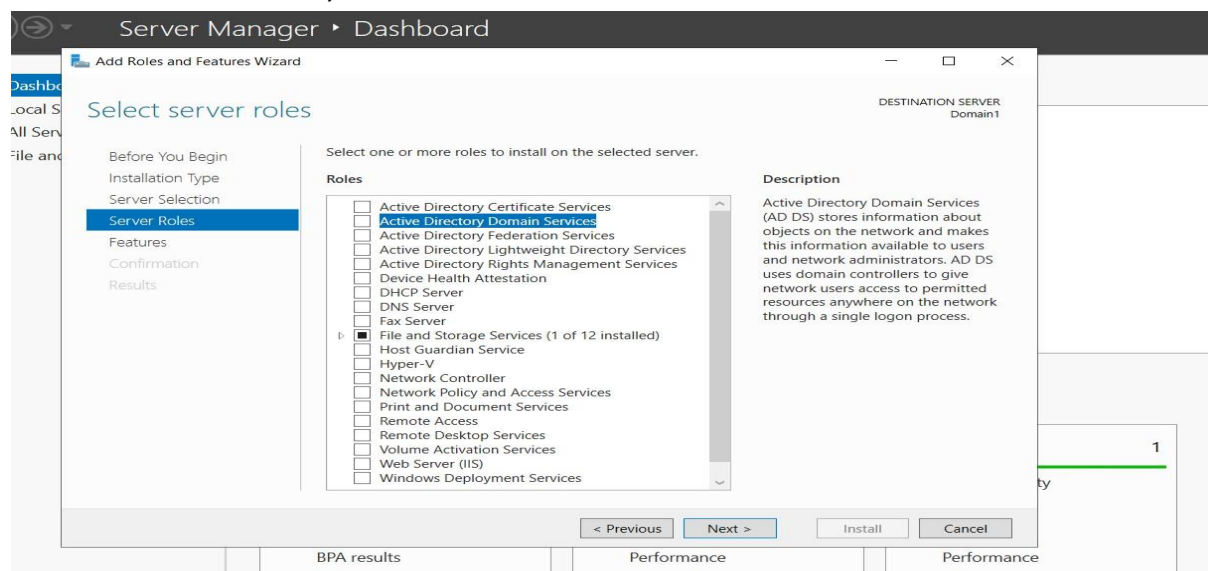 Server Manager ‣ Dashboard
Add Roles and Features Wizard
Dashbo
Local S
All Serv
File and
Select server roles
DESTINATION SERVER
Domain1
Before You Begin
Installation Type
Server Selection
Server Roles
Features
Confirmation
Results
Select one or more roles to install on the selected server.
Roles
Active Directory Certificate Services
Active Directory Domain Services
Active Directory Federation Services
Active Directory Lightweight Directory Services
Active Directory Rights Management Services
Device Health Attestation
DHCP Server
DNS Server
Fax Server
File and Storage Services (1 of 12 installed)
Host Guardian Service
Hyper-V
Network Controller
Network Policy and Access Services
Print and Document Services
Remote Access
Remote Desktop Services
Volume Activation Services
Web Server (IIS)
Windows Deployment Services
Description
Active Directory Domain Services
(AD DS) stores information about
objects on the network and makes
this information available to users
and network administrators. AD DS
uses domain controllers to give
network users access to permitted
resources anywhere on the network
through a single logon process.
1
ty
< Previous
Next >
Install
Cancel
BPA results
Performance
Performance